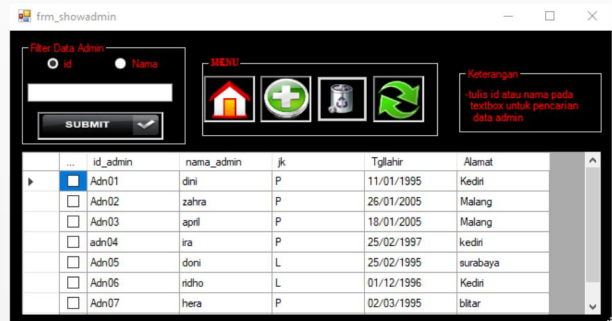 frm_showadmin
Filter Data Admin
id Nama
SUBMIT
MENU
Keterangan
-tulis id atau nama pada
textbox untuk pencarian
data admin
... id_admin nama_admin jk Tgllahir Alamat
Adn01 dini P 11/01/1995 Kediri
Adn02 zahra P 26/01/2005 Malang
Adn03 april P 18/01/2005 Malang
adn04 ira P 25/02/1997 kediri
Adn05 doni L 25/02/1995 surabaya
Adn06 ridho L 01/12/1996 Kediri
Adn07 hera P 02/03/1995 blitar